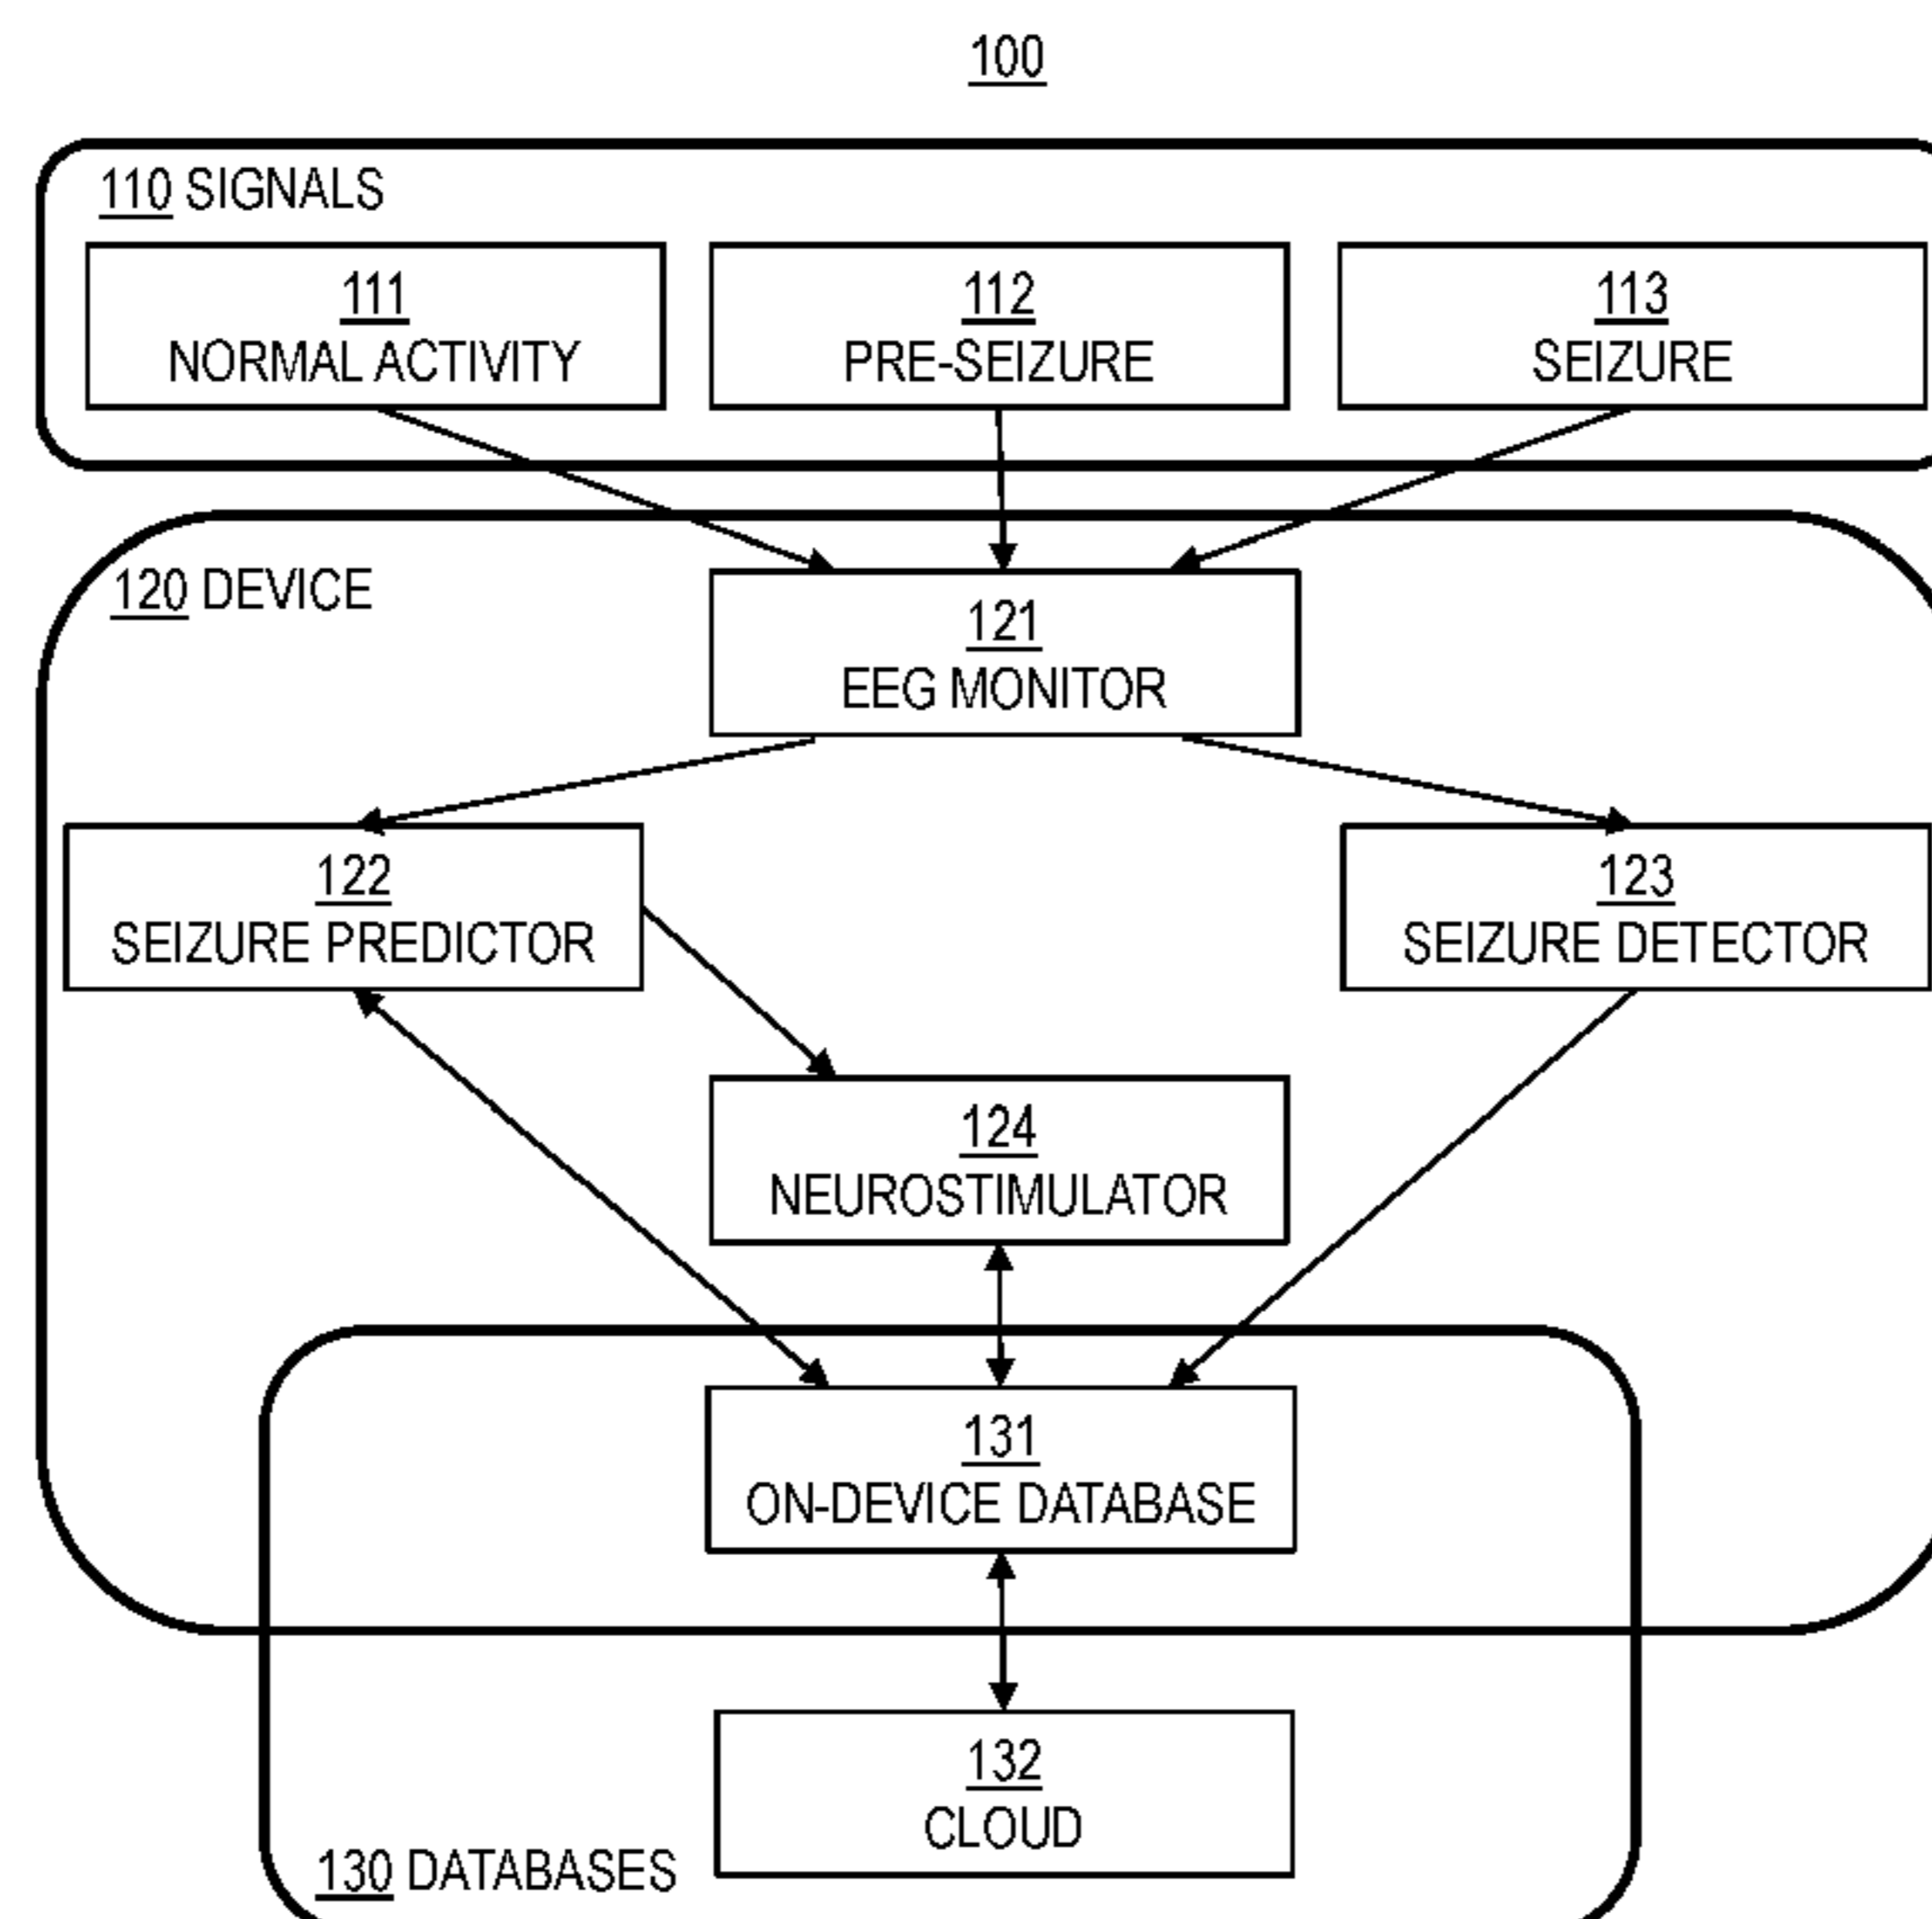 100
110 SIGNALS
111
NORMAL ACTIVITY
112
PRE-SEIZURE
113
SEIZURE
120 DEVICE
121
EEG MONITOR
122
SEIZURE PREDICTOR
123
SEIZURE DETECTOR
124
NEUROSTIMULATOR
131
ON-DEVICE DATABASE
132
CLOUD
130 DATABASES